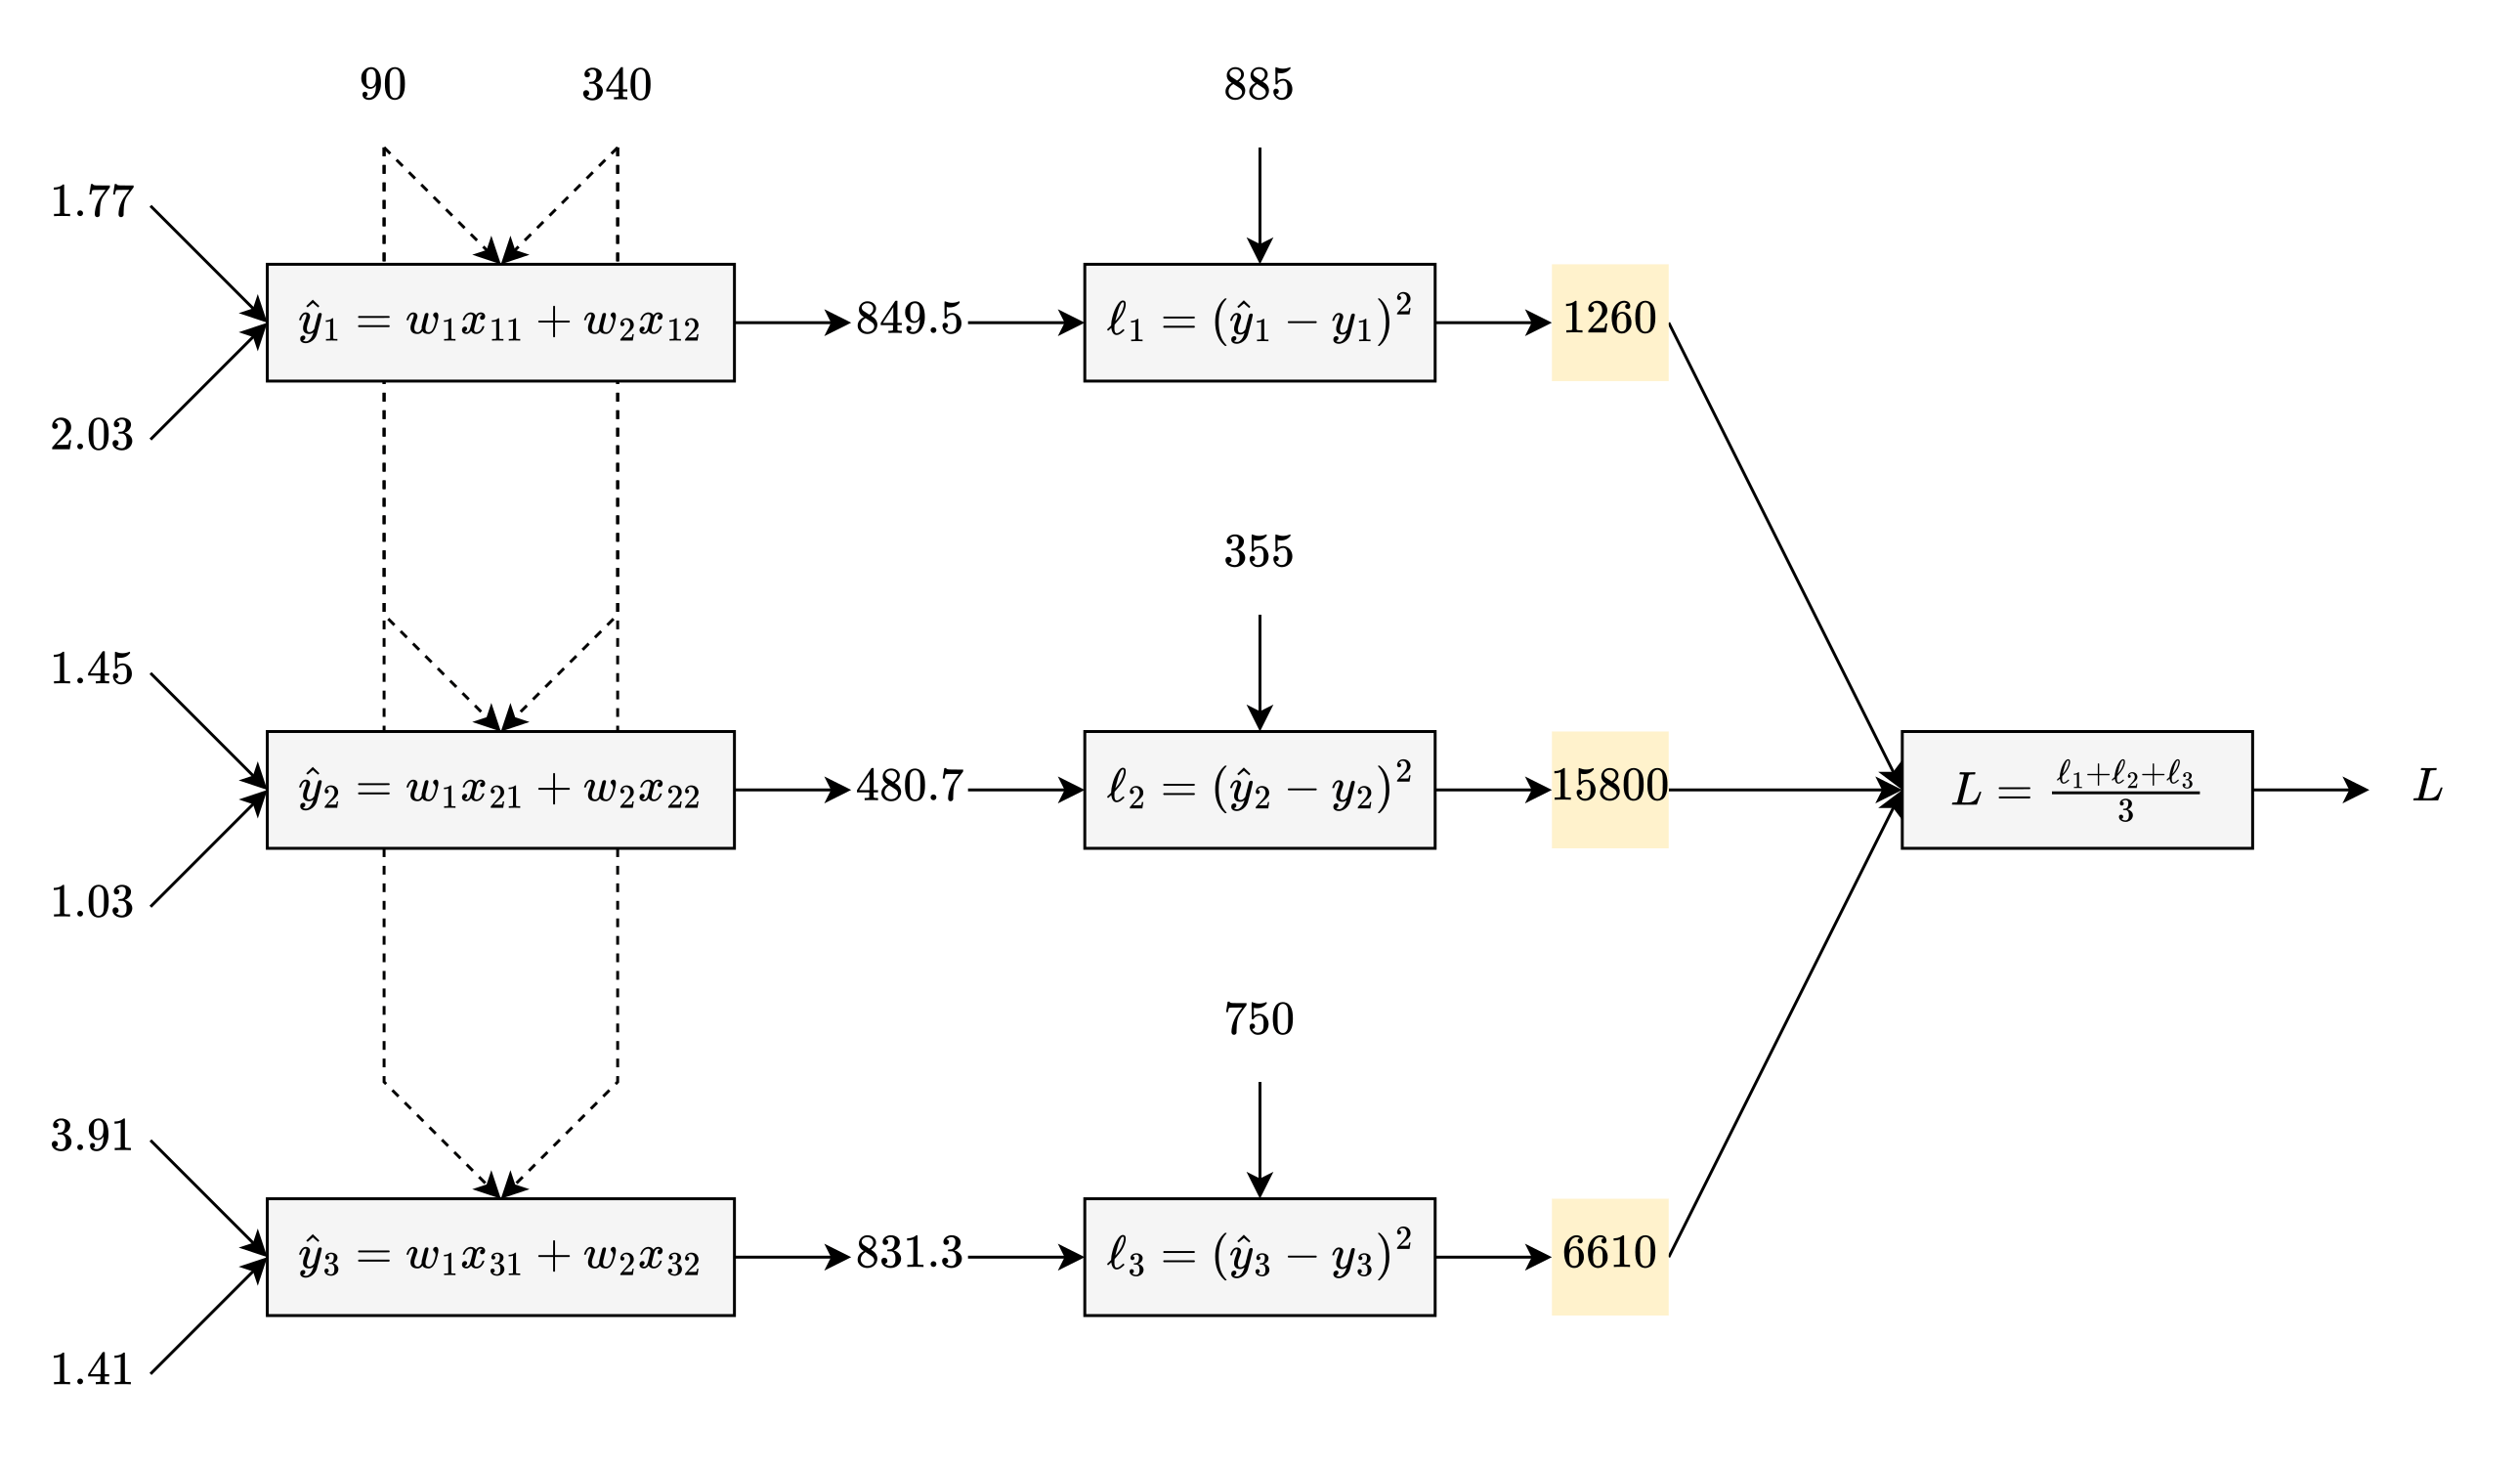 90 340 885
1.77
ŷ₁ = w₁x₁₁ + w₂x₁₂ 849.5 ℓ₁ = (ŷ₁ − y₁)² 1260
2.03
355
1.45
ŷ₂ = w₁x₂₁ + w₂x₂₂ 480.7 ℓ₂ = (ŷ₂ − y₂)² 15800 L = (ℓ₁+ℓ₂+ℓ₃)/3 L
1.03
750
3.91
ŷ₃ = w₁x₃₁ + w₂x₃₂ 831.3 ℓ₃ = (ŷ₃ − y₃)² 6610
1.41